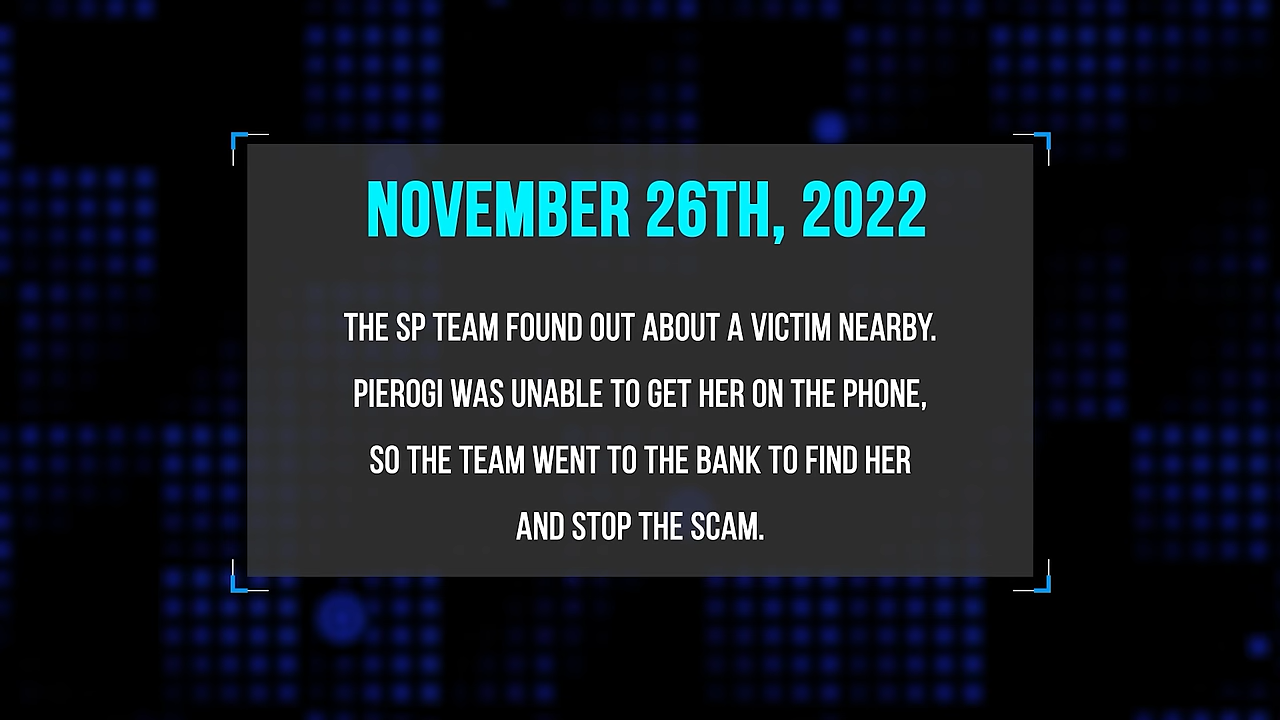 NOVEMBER 26TH, 2022
THE SP TEAM FOUND OUT ABOUT A VICTIM NEARBY.
PIEROGI WAS UNABLE TO GET HER ON THE PHONE,
SO THE TEAM WENT TO THE BANK TO FIND HER
AND STOP THE SCAM.